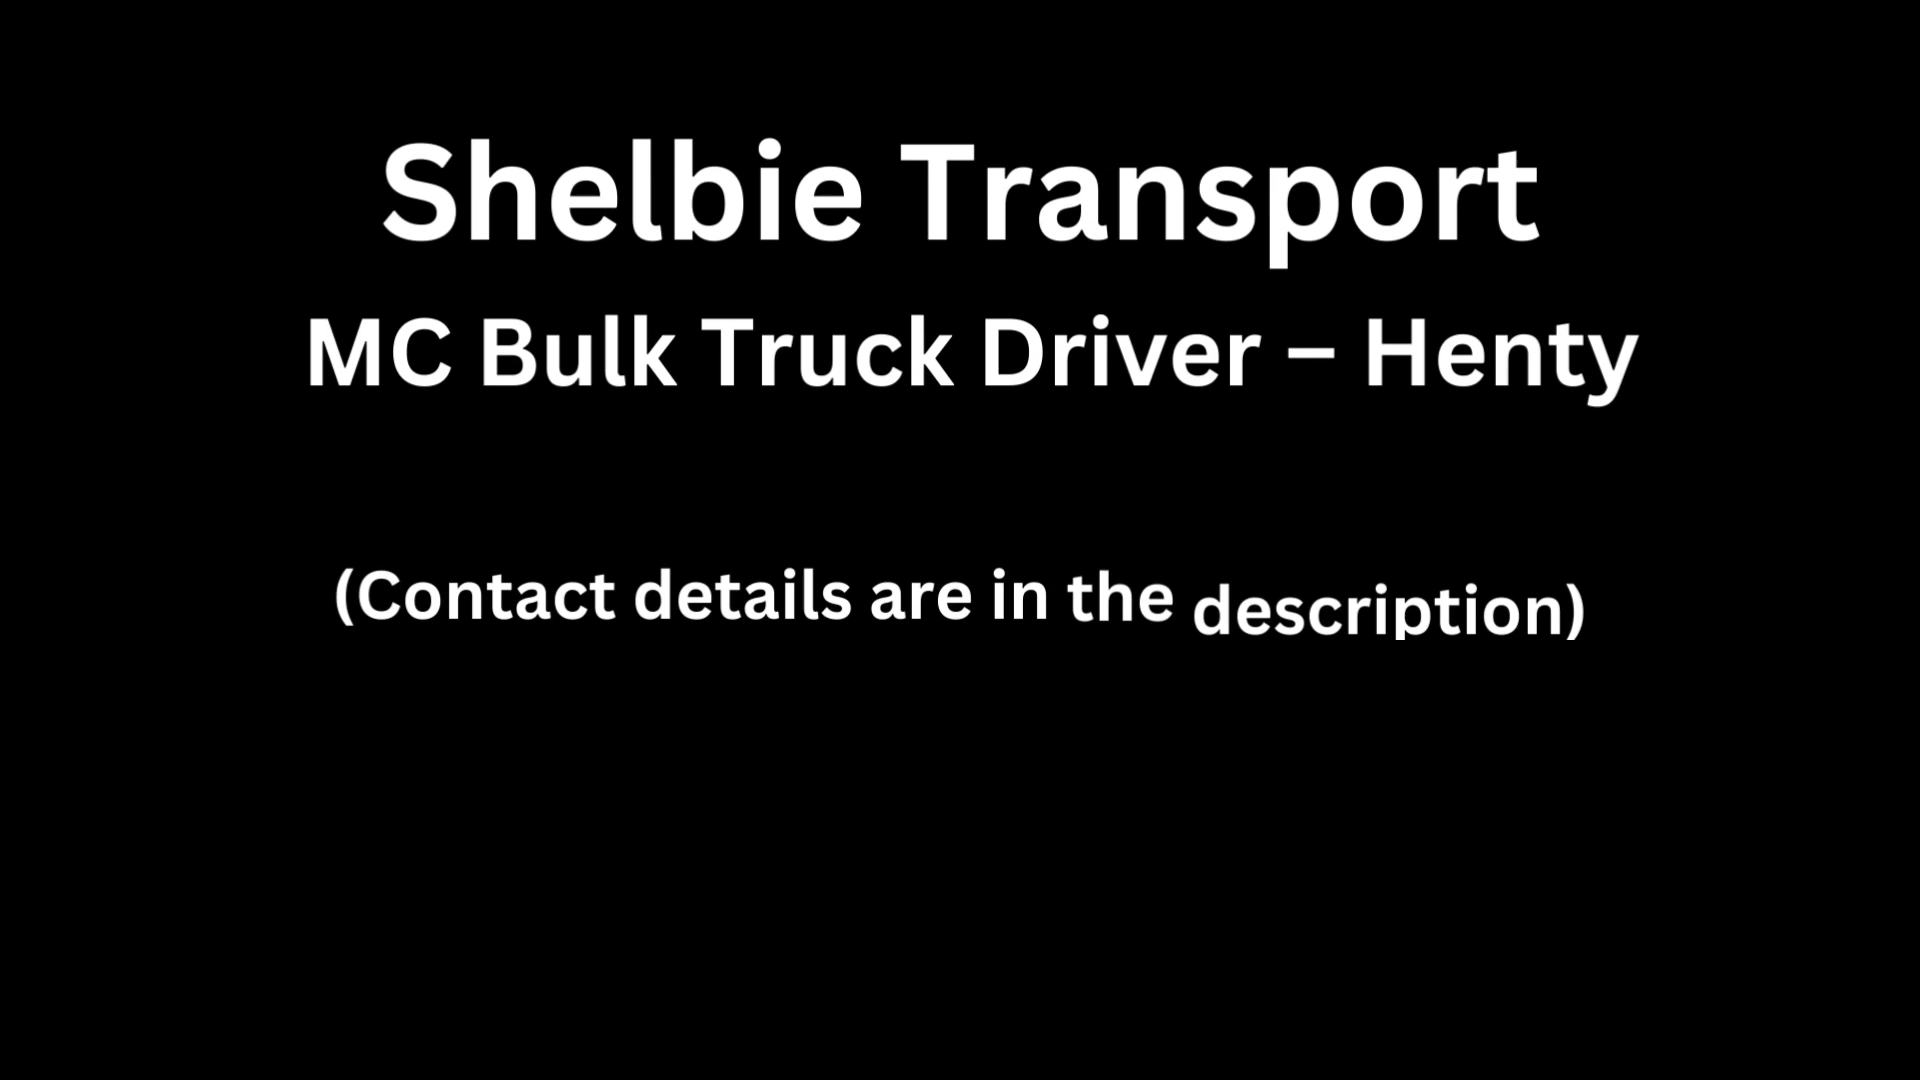 Shelbie Transport
MC Bulk Truck Driver – Henty
(Contact details are in the description)